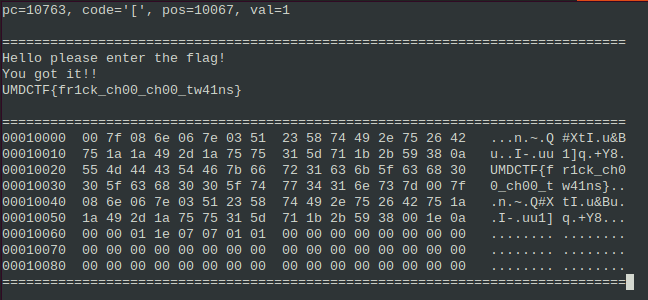 pc=10763, code='[', pos=10067, val=1
===========================================================================
Hello please enter the flag!
You got it!!
UMDCTF{fr1ck_ch00_ch00_tw41ns}
===========================================================================
00010000  00 7f 08 6e 06 7e 03 51  23 58 74 49 2e 75 26 42   ...n.~.Q #XtI.u&B
00010010  75 1a 1a 49 2d 1a 75 75  31 5d 71 1b 2b 59 38 0a   u..I-.uu 1]q.+Y8.
00010020  55 4d 44 43 54 46 7b 66  72 31 63 6b 5f 63 68 30   UMDCTF{f r1ck_ch0
00010030  30 5f 63 68 30 30 5f 74  77 34 31 6e 73 7d 00 7f   0_ch00_t w41ns}..
00010040  08 6e 06 7e 03 51 23 58  74 49 2e 75 26 42 75 1a   .n.~.Q#X tI.u&Bu.
00010050  1a 49 2d 1a 75 75 31 5d  71 1b 2b 59 38 00 1e 0a   .I-.uu1] q.+Y8...
00010060  00 00 01 1e 07 07 01 01  00 00 00 00 00 00 00 00   ........ ........
00010070  00 00 00 00 00 00 00 00  00 00 00 00 00 00 00 00   ........ ........
00010080  00 00 00 00 00 00 00 00  00 00 00 00 00 00 00 00   ........ ........
===========================================================================